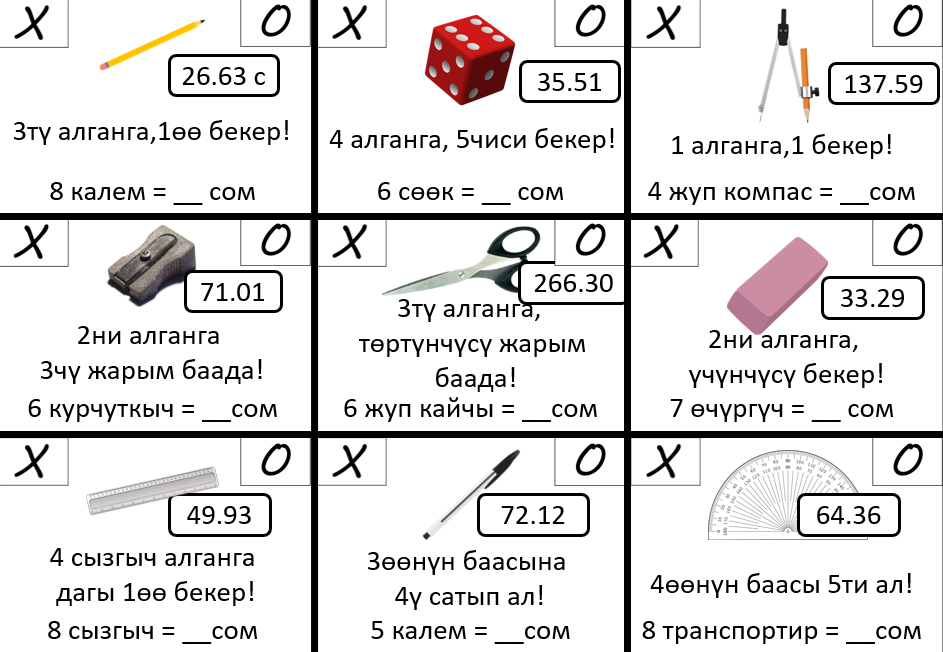 X O
26.63 с
3тү алганга,1өө бекер!
8 калем = __ сом
X O
35.51
4 алганга, 5чиси бекер!
6 сөөк = __ сом
X O
137.59
1 алганга,1 бекер!
4 жуп компас = __сом
X O
71.01
2ни алганга
3чү жарым баада!
6 курчуткыч = __сом
X O
266.30
3тү алганга,
төртүнчүсү жарым
баада!
6 жуп кайчы = __сом
X O
33.29
2ни алганга,
үчүнчүсү бекер!
7 өчүргүч = __ сом
X O
49.93
4 сызгыч алганга
дагы 1өө бекер!
8 сызгыч = __сом
X O
72.12
3өөнүн баасына
4ү сатып ал!
5 калем = __сом
X O
64.36
4өөнүн баасы 5ти ал!
8 транспортир = __сом